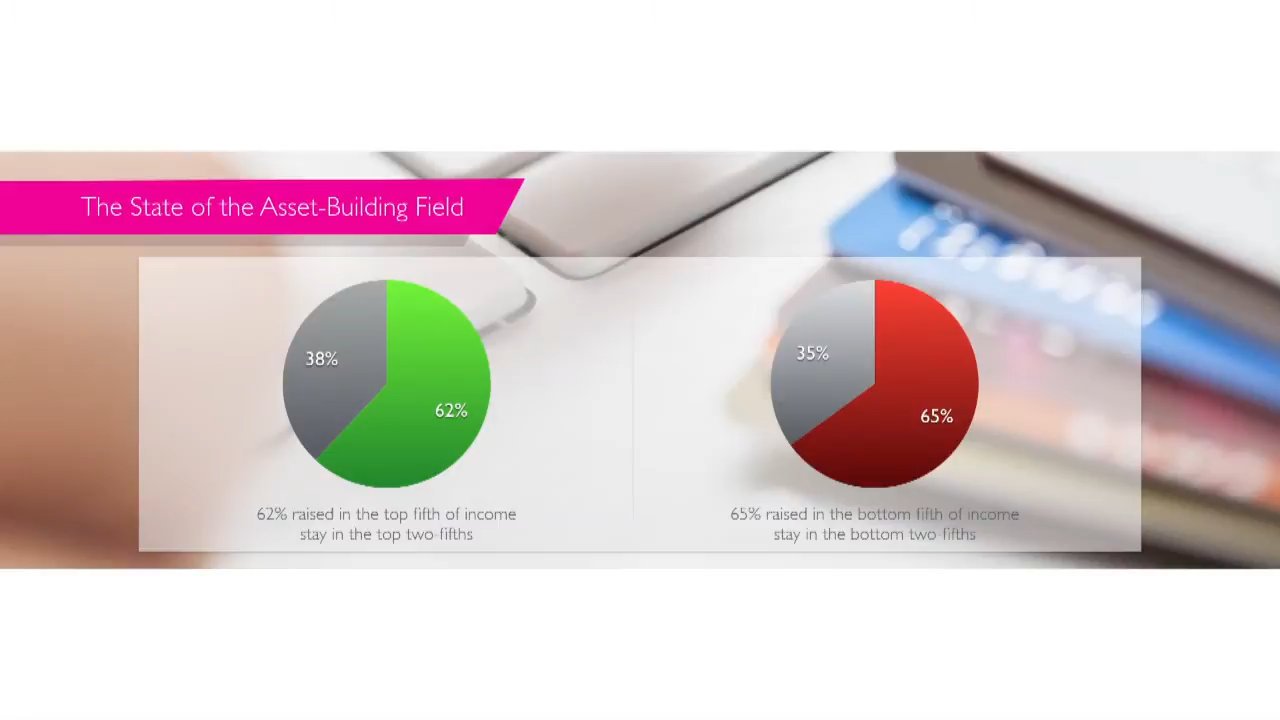 The State of the Asset-Building Field
38%
62%
35%
65%
62% raised in the top fifth of income
stay in the top two-fifths
65% raised in the bottom fifth of income
stay in the bottom two-fifths